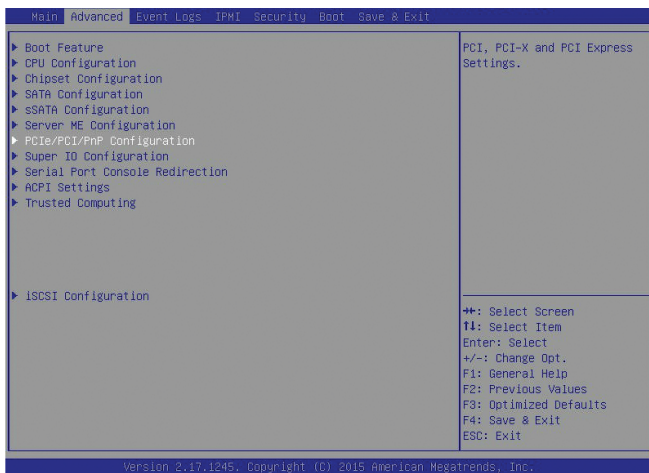 Main Advanced Event Logs IPMI Security Boot Save & Exit
Boot Feature
CPU Configuration
Chipset Configuration
SATA Configuration
sSATA Configuration
Server ME Configuration
PCIe/PCI/PnP Configuration
Super IO Configuration
Serial Port Console Redirection
ACPI Settings
Trusted Computing
iSCSI Configuration
PCI, PCI-X and PCI Express
Settings.
→←: Select Screen
↑↓: Select Item
Enter: Select
+/-: Change Opt.
F1: General Help
F2: Previous Values
F3: Optimized Defaults
F4: Save & Exit
ESC: Exit
Version 2.17.1245. Copyright (C) 2015 American Megatrends, Inc.